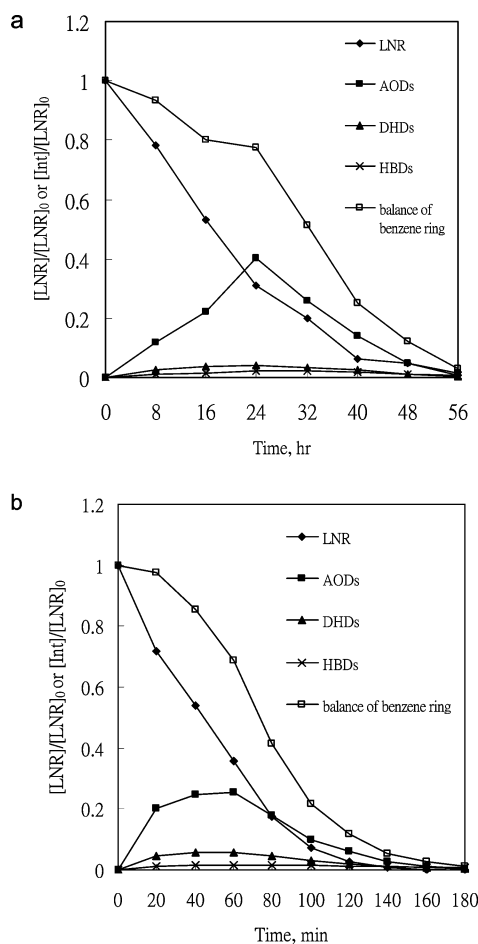 a
1.2
1
0.8
0.6
0.4
0.2
0
[LNR]/[LNR]0 or [Int]/[LNR]0
LNR
AODs
DHDs
HBDs
balance of
benzene ring
0 8 16 24 32 40 48 56
Time, hr
b
1.2
1
0.8
0.6
0.4
0.2
0
[LNR]/[LNR]0 or [Int]/[LNR]0
LNR
AODs
DHDs
HBDs
balance of benzene ring
0 20 40 60 80 100 120 140 160 180
Time, min